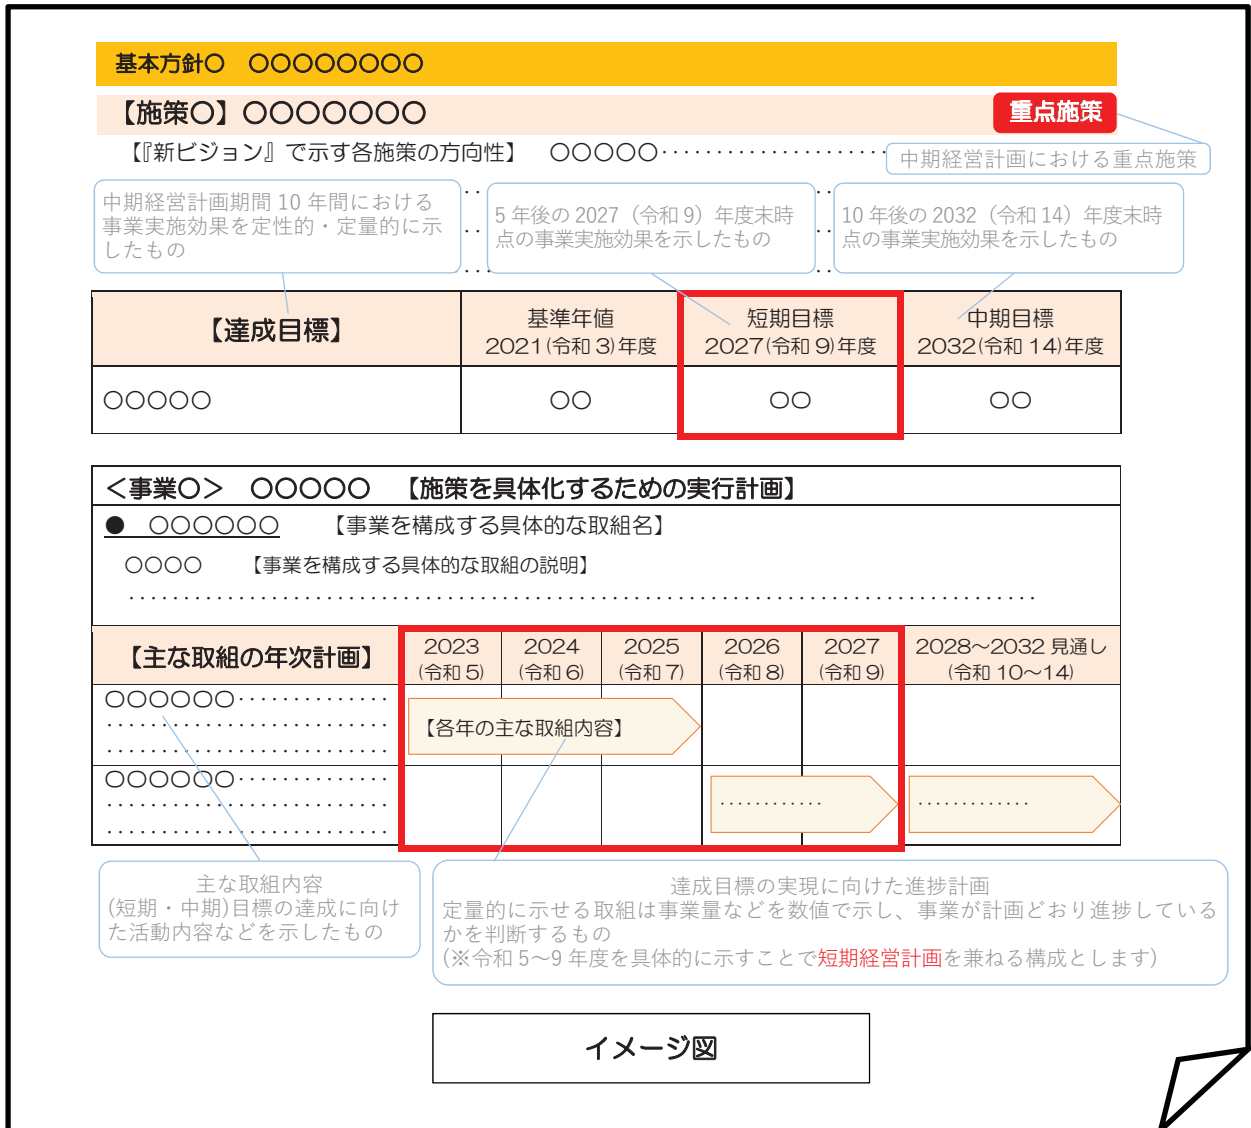 基本方針〇　〇〇〇〇〇〇〇〇
【施策〇】〇〇〇〇〇〇〇
重点施策
【『新ビジョン』で示す各施策の方向性】　〇〇〇〇〇‥‥‥‥‥‥‥‥‥‥
中期経営計画における重点施策
中期経営計画期間 10 年間における
事業実施効果を定性的・定量的に示
したもの
5 年後の 2027（令和 9）年度末時
点の事業実施効果を示したもの
10 年後の 2032（令和 14）年度末時
点の事業実施効果を示したもの
【達成目標】
基準年値
2021(令和 3)年度
短期目標
2027(令和 9)年度
中期目標
2032(令和 14)年度
〇〇〇〇〇
〇〇
〇〇
〇〇
＜事業〇＞　〇〇〇〇〇　【施策を具体化するための実行計画】
●　〇〇〇〇〇〇　【事業を構成する具体的な取組名】
〇〇〇〇　【事業を構成する具体的な取組の説明】
‥‥‥‥‥‥‥‥‥‥‥‥‥‥‥‥‥‥‥‥‥‥‥‥‥
【主な取組の年次計画】
2023
(令和 5)
2024
(令和 6)
2025
(令和 7)
2026
(令和 8)
2027
(令和 9)
2028～2032 見通し
(令和 10～14)
〇〇〇〇〇〇‥‥‥‥‥‥‥
‥‥‥‥‥‥‥‥‥‥‥‥‥
‥‥‥‥‥‥‥‥‥‥‥‥‥
【各年の主な取組内容】
〇〇〇〇〇〇‥‥‥‥‥‥‥
‥‥‥‥‥‥‥‥‥‥‥‥‥
‥‥‥‥‥‥‥‥‥‥‥‥‥
‥‥‥‥‥‥
‥‥‥‥‥‥
主な取組内容
(短期・中期)目標の達成に向け
た活動内容などを示したもの
達成目標の実現に向けた進捗計画
定量的に示せる取組は事業量などを数値で示し、事業が計画どおり進捗している
かを判断するもの
(※令和 5～9 年度を具体的に示すことで短期経営計画を兼ねる構成とします)
イメージ図